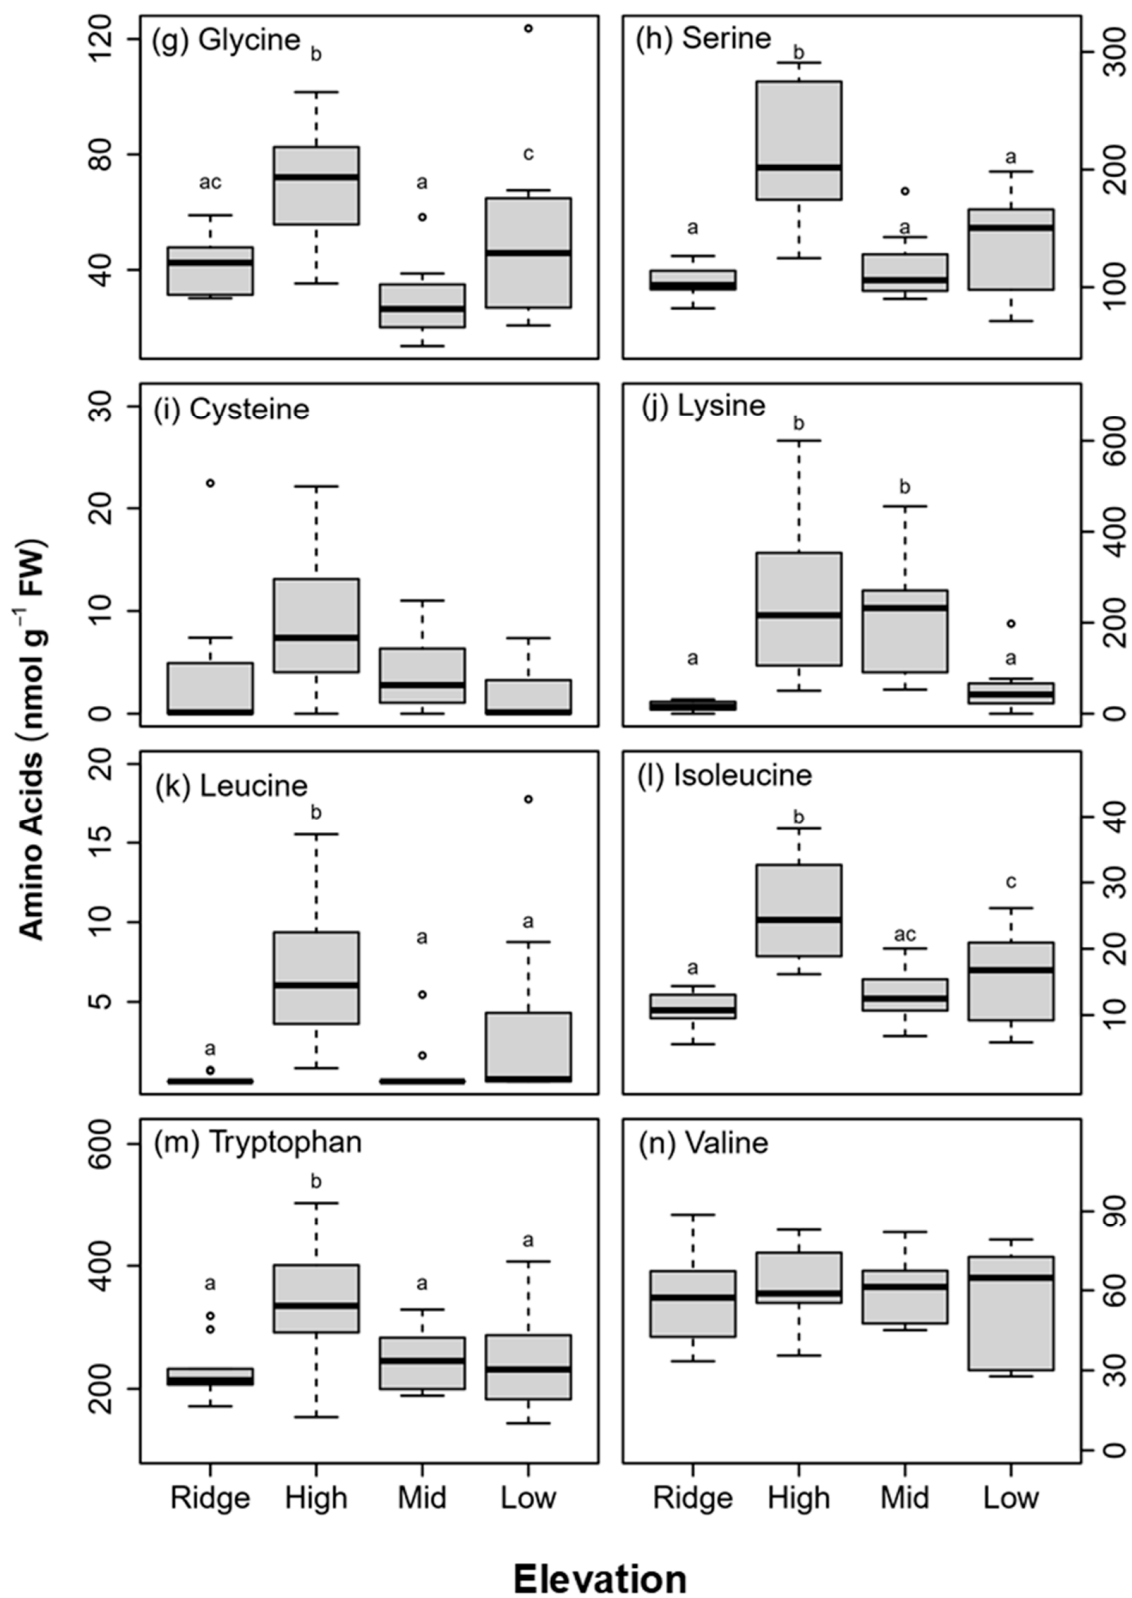 (g) Glycine
120
80
40
ac
b
a
c
(h) Serine
300
200
100
a
b
a
a
(i) Cysteine
30
20
10
0
(j) Lysine
600
400
200
0
a
b
b
a
(k) Leucine
20
15
10
5
a
b
a
a
(l) Isoleucine
40
30
20
10
a
b
ac
c
(m) Tryptophan
600
400
200
a
b
a
a
(n) Valine
90
60
30
0
Ridge High Mid Low
Ridge High Mid Low
Amino Acids (nmol g⁻¹ FW)
Elevation